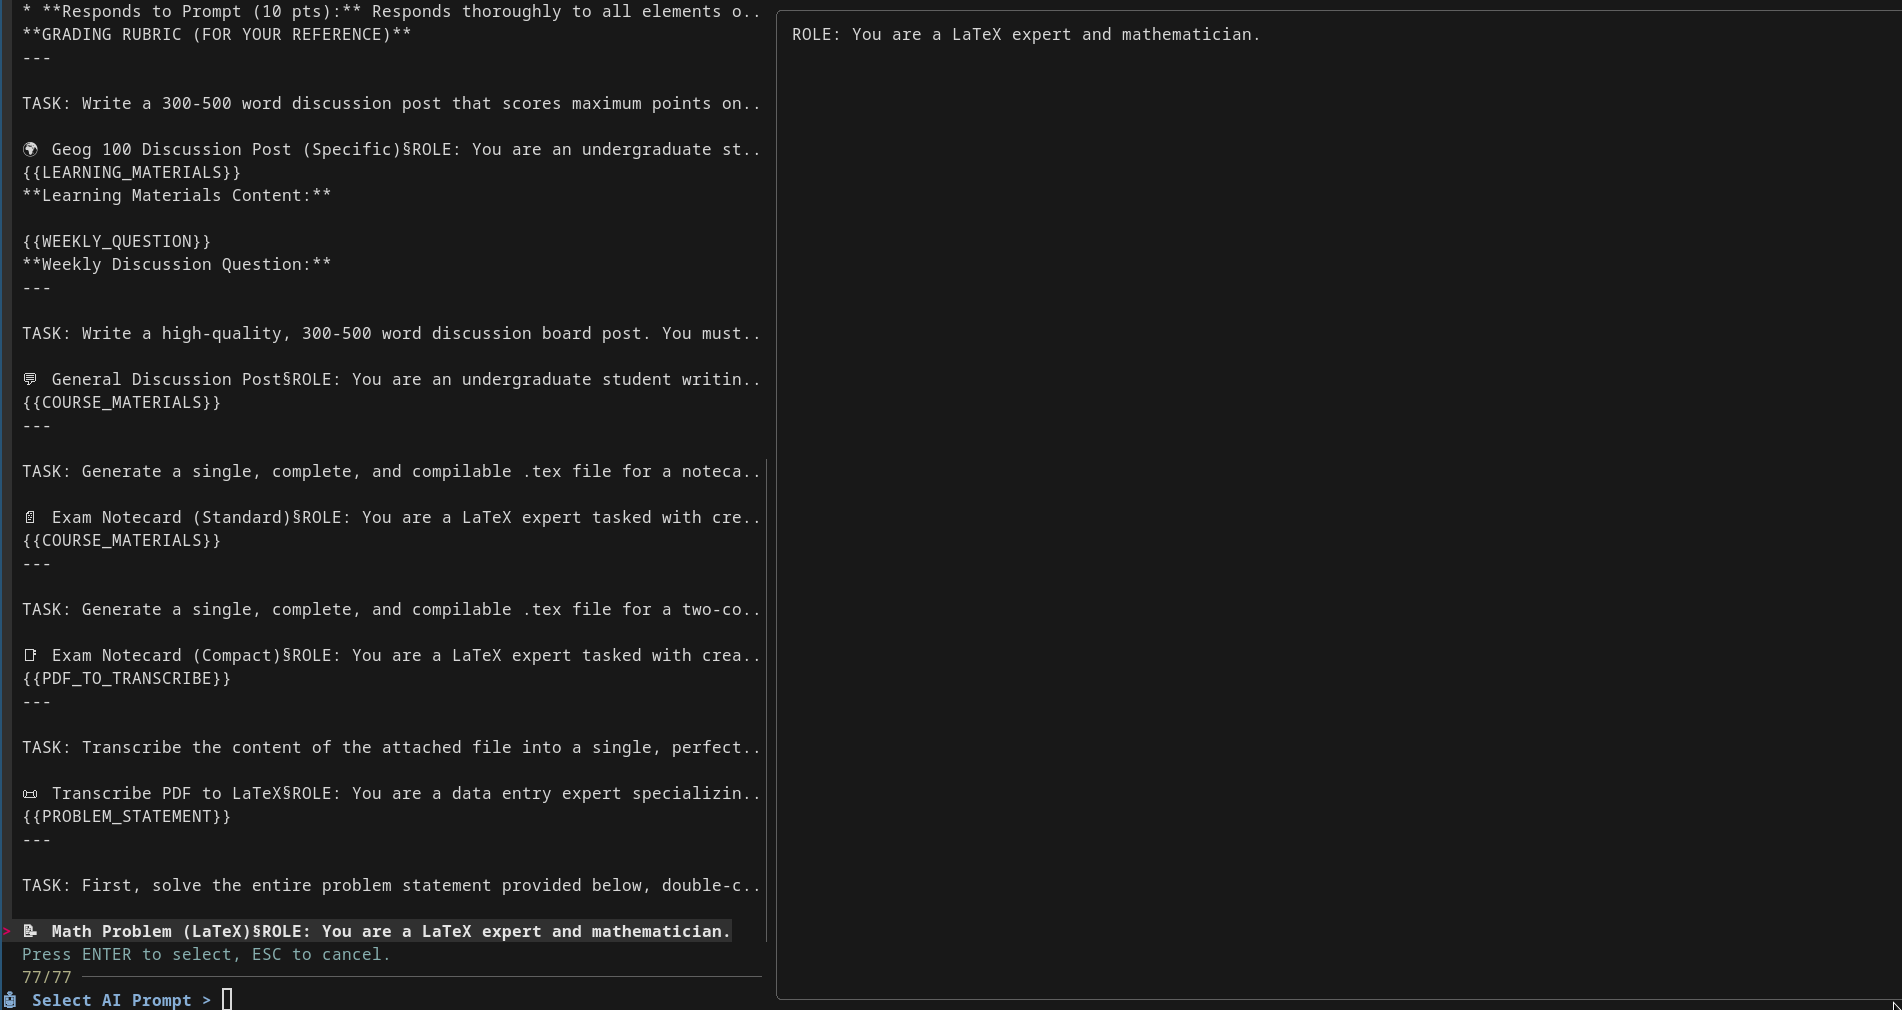 * **Responds to Prompt (10 pts):** Responds thoroughly to all elements o..
**GRADING RUBRIC (FOR YOUR REFERENCE)**
---
TASK: Write a 300-500 word discussion post that scores maximum points on..
🌍 Geog 100 Discussion Post (Specific)§ROLE: You are an undergraduate st..
{{LEARNING_MATERIALS}}
**Learning Materials Content:**
{{WEEKLY_QUESTION}}
**Weekly Discussion Question:**
---
TASK: Write a high-quality, 300-500 word discussion board post. You must..
💬 General Discussion Post§ROLE: You are an undergraduate student writin..
{{COURSE_MATERIALS}}
---
TASK: Generate a single, complete, and compilable .tex file for a noteca..
📄 Exam Notecard (Standard)§ROLE: You are a LaTeX expert tasked with cre..
{{COURSE_MATERIALS}}
---
TASK: Generate a single, complete, and compilable .tex file for a two-co..
📑 Exam Notecard (Compact)§ROLE: You are a LaTeX expert tasked with crea..
{{PDF_TO_TRANSCRIBE}}
---
TASK: Transcribe the content of the attached file into a single, perfect..
📜 Transcribe PDF to LaTeX§ROLE: You are a data entry expert specializin..
{{PROBLEM_STATEMENT}}
---
TASK: First, solve the entire problem statement provided below, double-c..
> 📝 Math Problem (LaTeX)§ROLE: You are a LaTeX expert and mathematician.
Press ENTER to select, ESC to cancel.
77/77
🤖 Select AI Prompt >
ROLE: You are a LaTeX expert and mathematician.